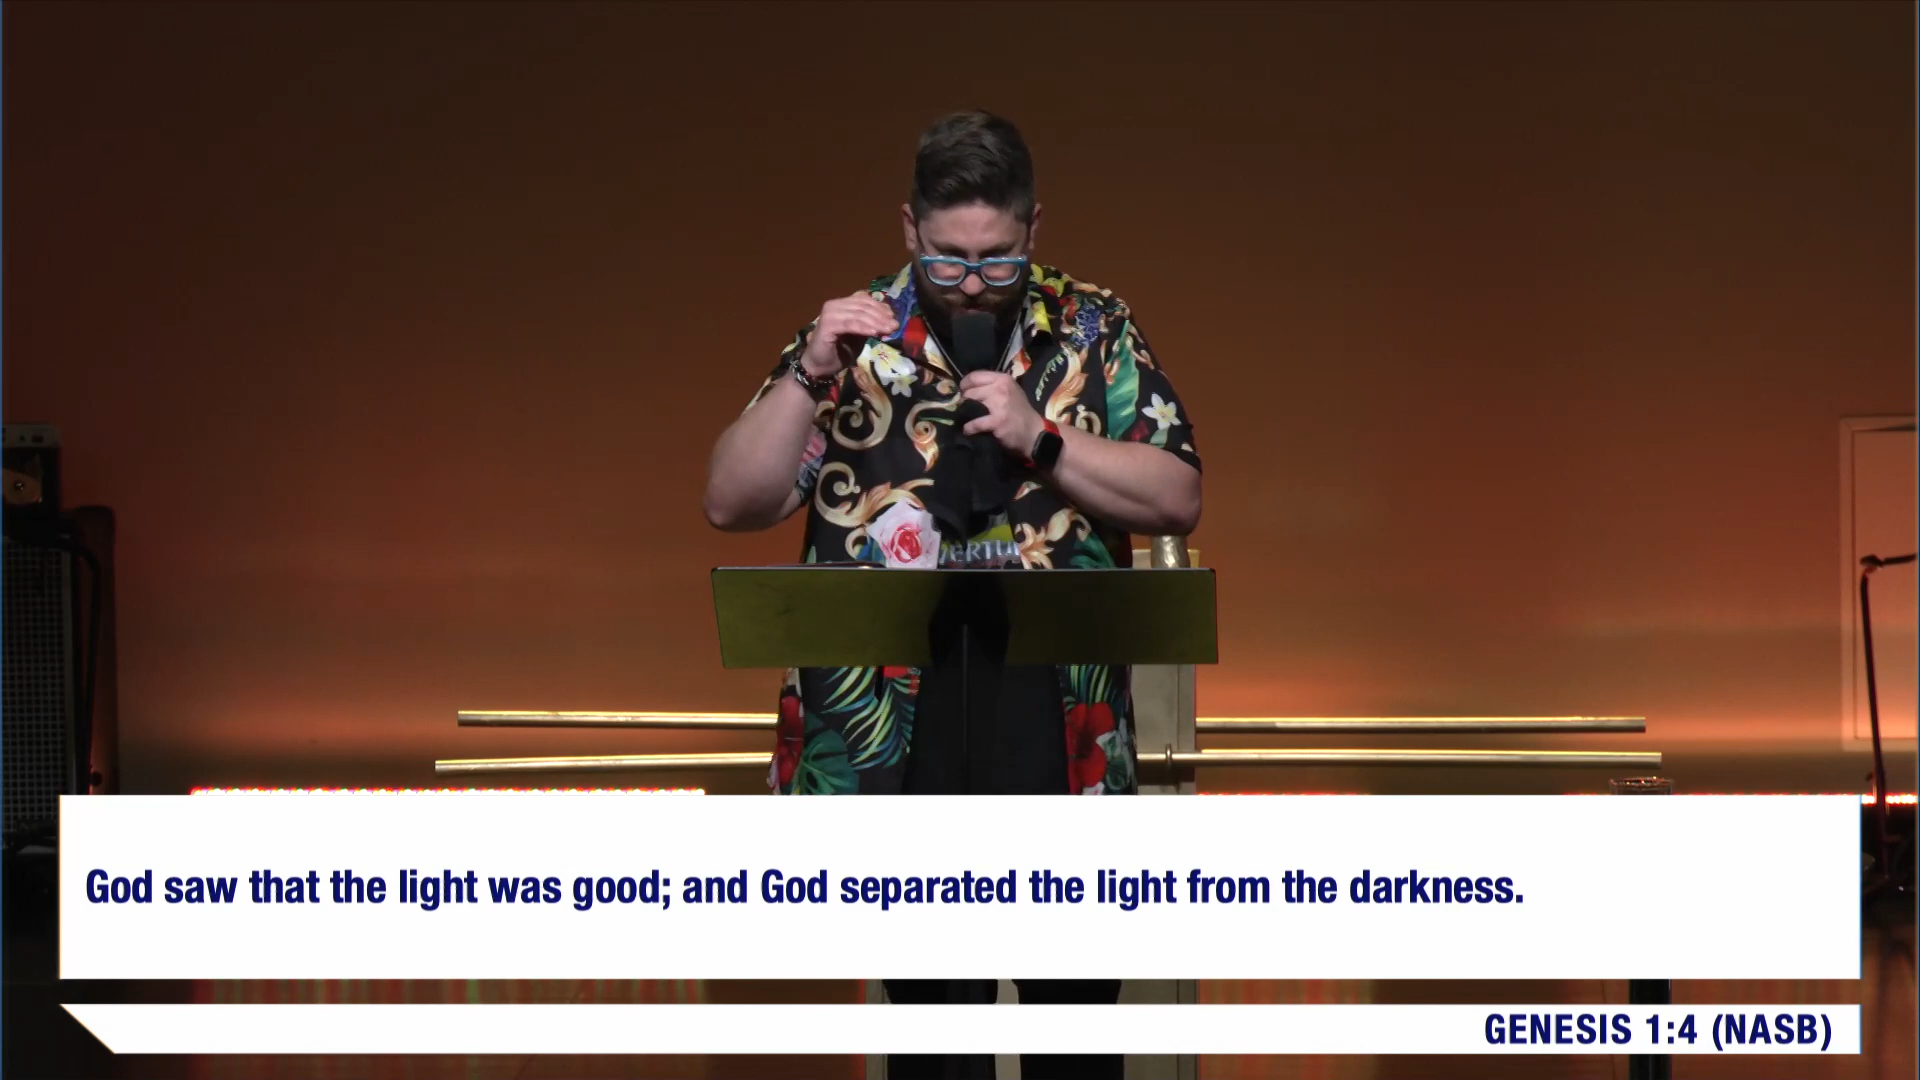 God saw that the light was good; and God separated the light from the darkness.
GENESIS 1:4 (NASB)